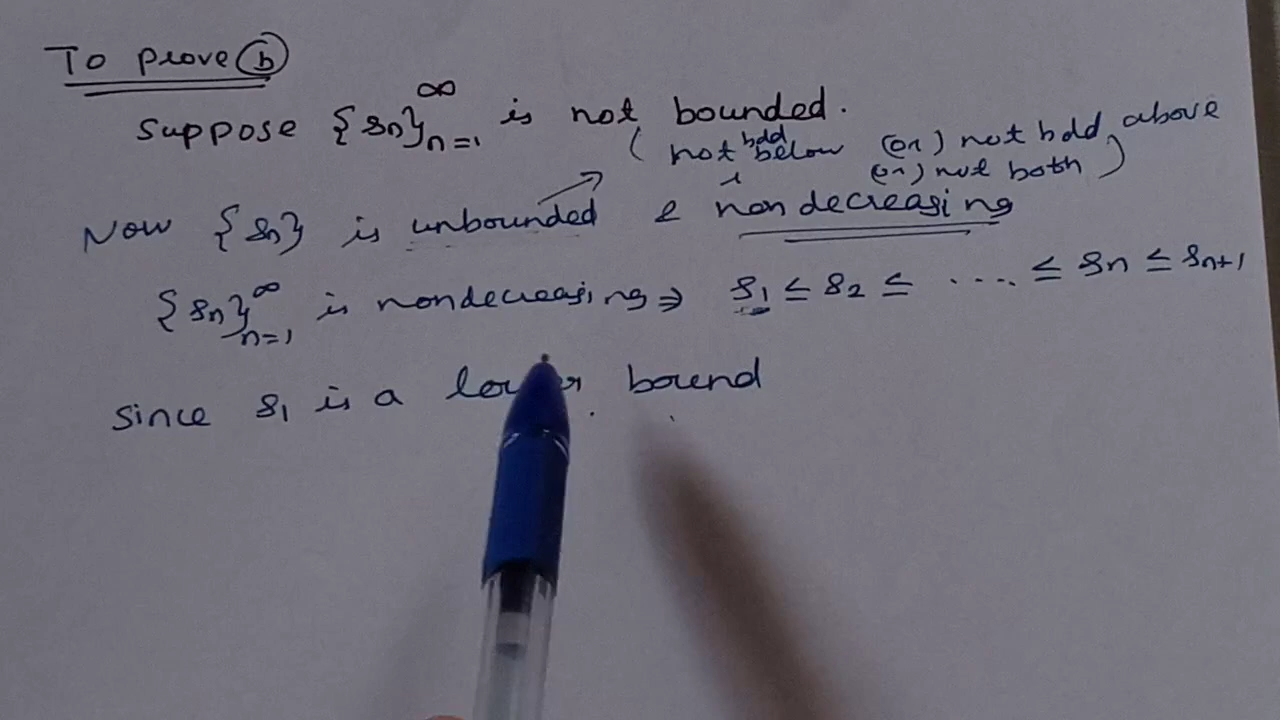 To prove ⓑ
Suppose {sn}∞n=1 is not bounded.
( not bdd below (or) not bdd above
(or) not both )
Now {sn} is unbounded & nondecreasing
{sn}∞n=1 is nondecreasing ⇒ s1 ≤ s2 ≤ ..... ≤ sn ≤ sn+1
Since s1 is a lower bound